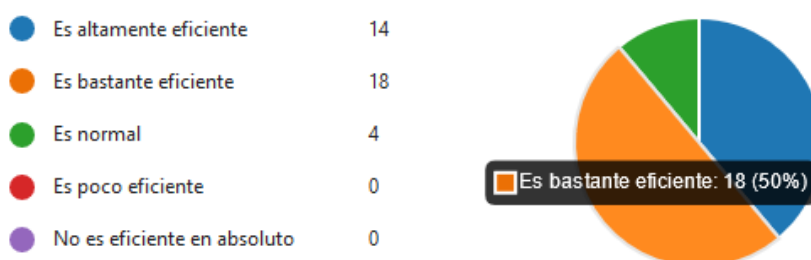 Es altamente eficiente 14
Es bastante eficiente 18
Es normal 4
Es poco eficiente 0
No es eficiente en absoluto 0
Es bastante eficiente: 18 (50%)